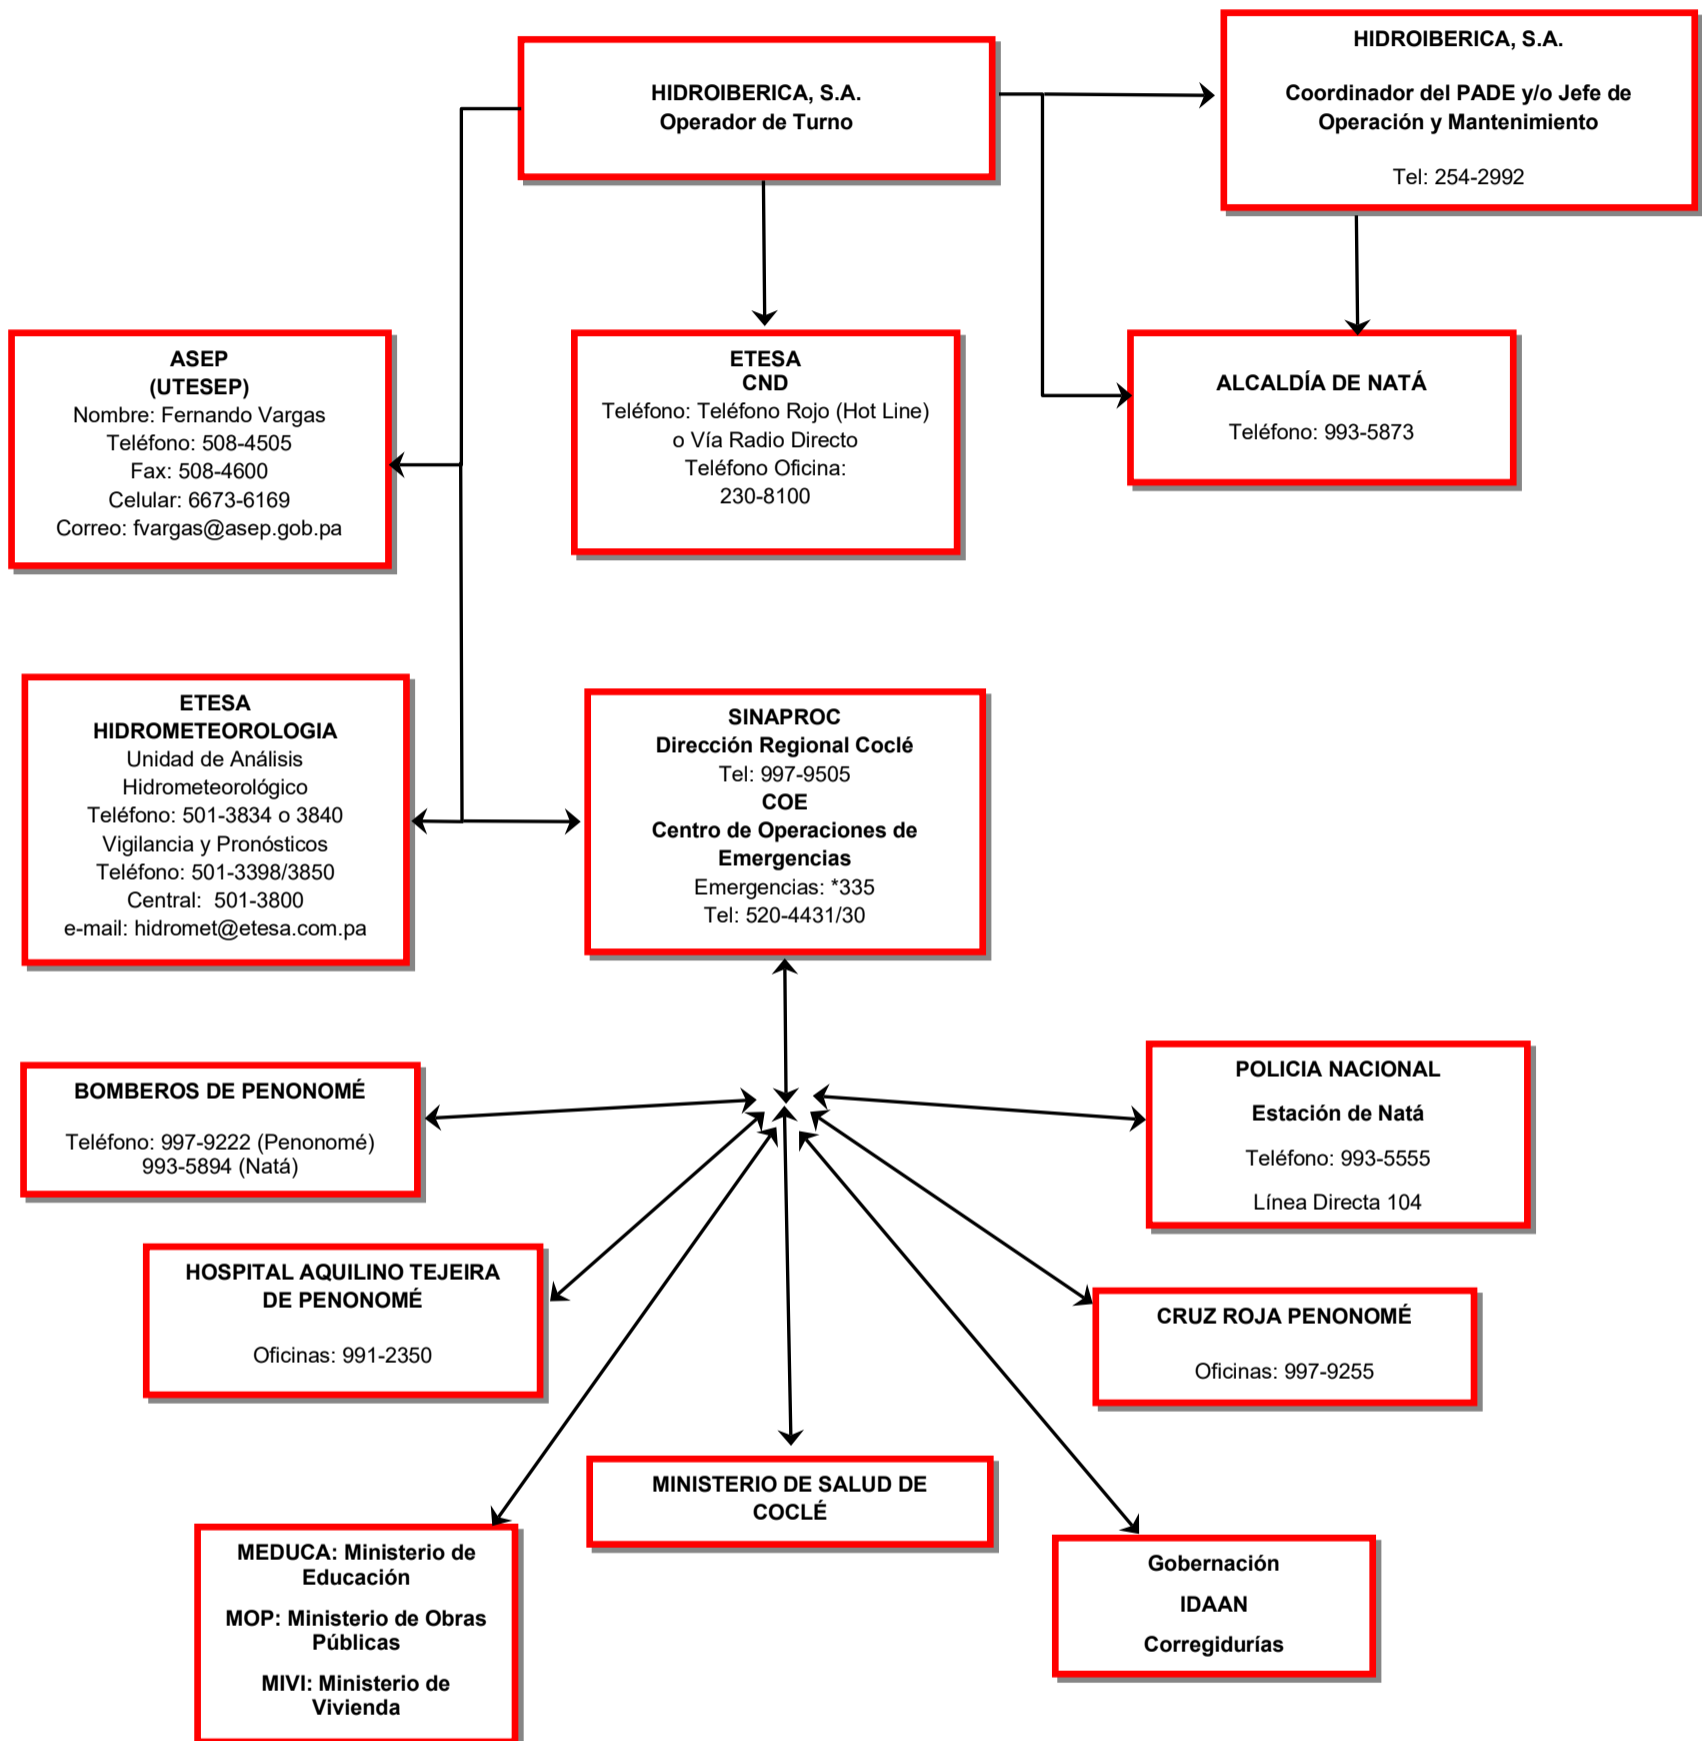 HIDROIBERICA, S.A.
Operador de Turno
HIDROIBERICA, S.A.
Coordinador del PADE y/o Jefe de
Operación y Mantenimiento
Tel: 254-2992
ASEP
(UTESEP)
Nombre: Fernando Vargas
Teléfono: 508-4505
Fax: 508-4600
Celular: 6673-6169
Correo: fvargas@asep.gob.pa
ETESA
CND
Teléfono: Teléfono Rojo (Hot Line)
o Vía Radio Directo
Teléfono Oficina:
230-8100
ALCALDÍA DE NATÁ
Teléfono: 993-5873
ETESA
HIDROMETEOROLOGIA
Unidad de Análisis
Hidrometeorológico
Teléfono: 501-3834 o 3840
Vigilancia y Pronósticos
Teléfono: 501-3398/3850
Central:  501-3800
e-mail: hidromet@etesa.com.pa
SINAPROC
Dirección Regional Coclé
Tel: 997-9505
COE
Centro de Operaciones de
Emergencias
Emergencias: *335
Tel: 520-4431/30
BOMBEROS DE PENONOMÉ
Teléfono: 997-9222 (Penonomé)
993-5894 (Natá)
POLICIA NACIONAL
Estación de Natá
Teléfono: 993-5555
Línea Directa 104
HOSPITAL AQUILINO TEJEIRA
DE PENONOMÉ
Oficinas: 991-2350
CRUZ ROJA PENONOMÉ
Oficinas: 997-9255
MINISTERIO DE SALUD DE
COCLÉ
MEDUCA: Ministerio de
Educación
MOP: Ministerio de Obras
Públicas
MIVI: Ministerio de
Vivienda
Gobernación
IDAAN
Corregidurías